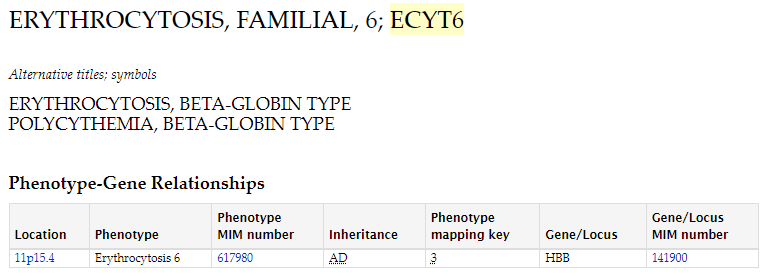 ERYTHROCYTOSIS, FAMILIAL, 6; ECYT6
Alternative titles; symbols
ERYTHROCYTOSIS, BETA-GLOBIN TYPE
POLYCYTHEMIA, BETA-GLOBIN TYPE
Phenotype-Gene Relationships
Location Phenotype Phenotype MIM number Inheritance Phenotype mapping key Gene/Locus Gene/Locus MIM number
11p15.4 Erythrocytosis 6 617980 AD 3 HBB 141900